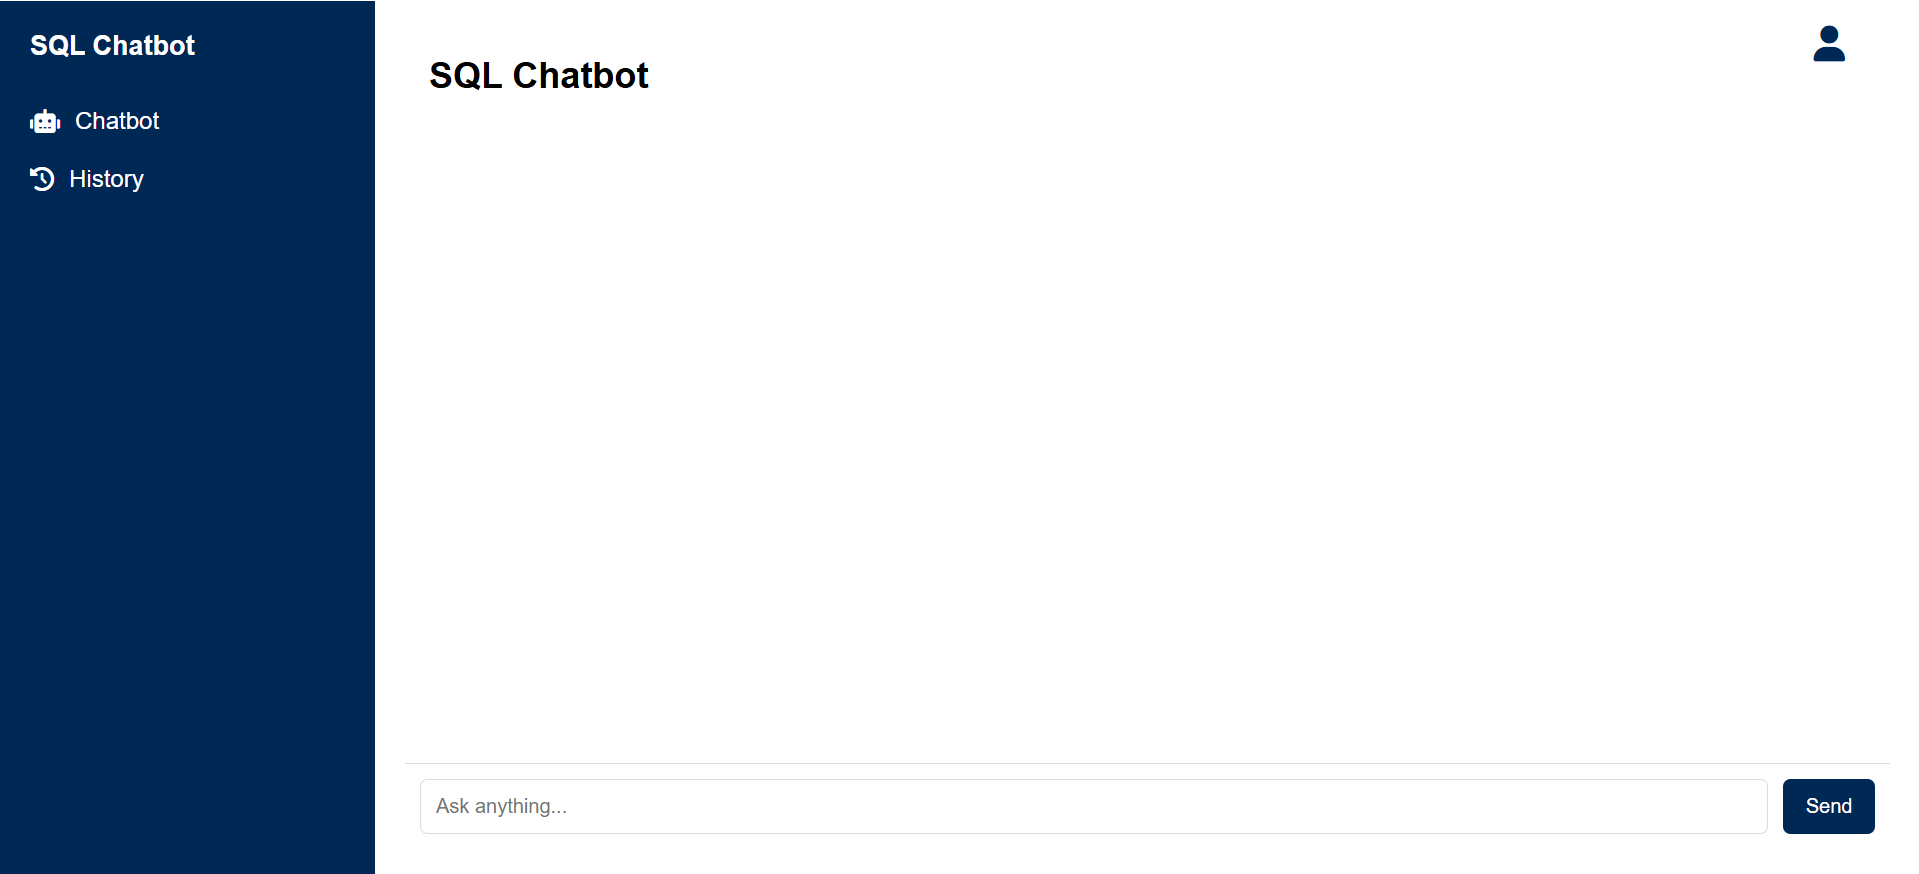 SQL Chatbot
Chatbot
History
SQL Chatbot
Ask anything...
Send